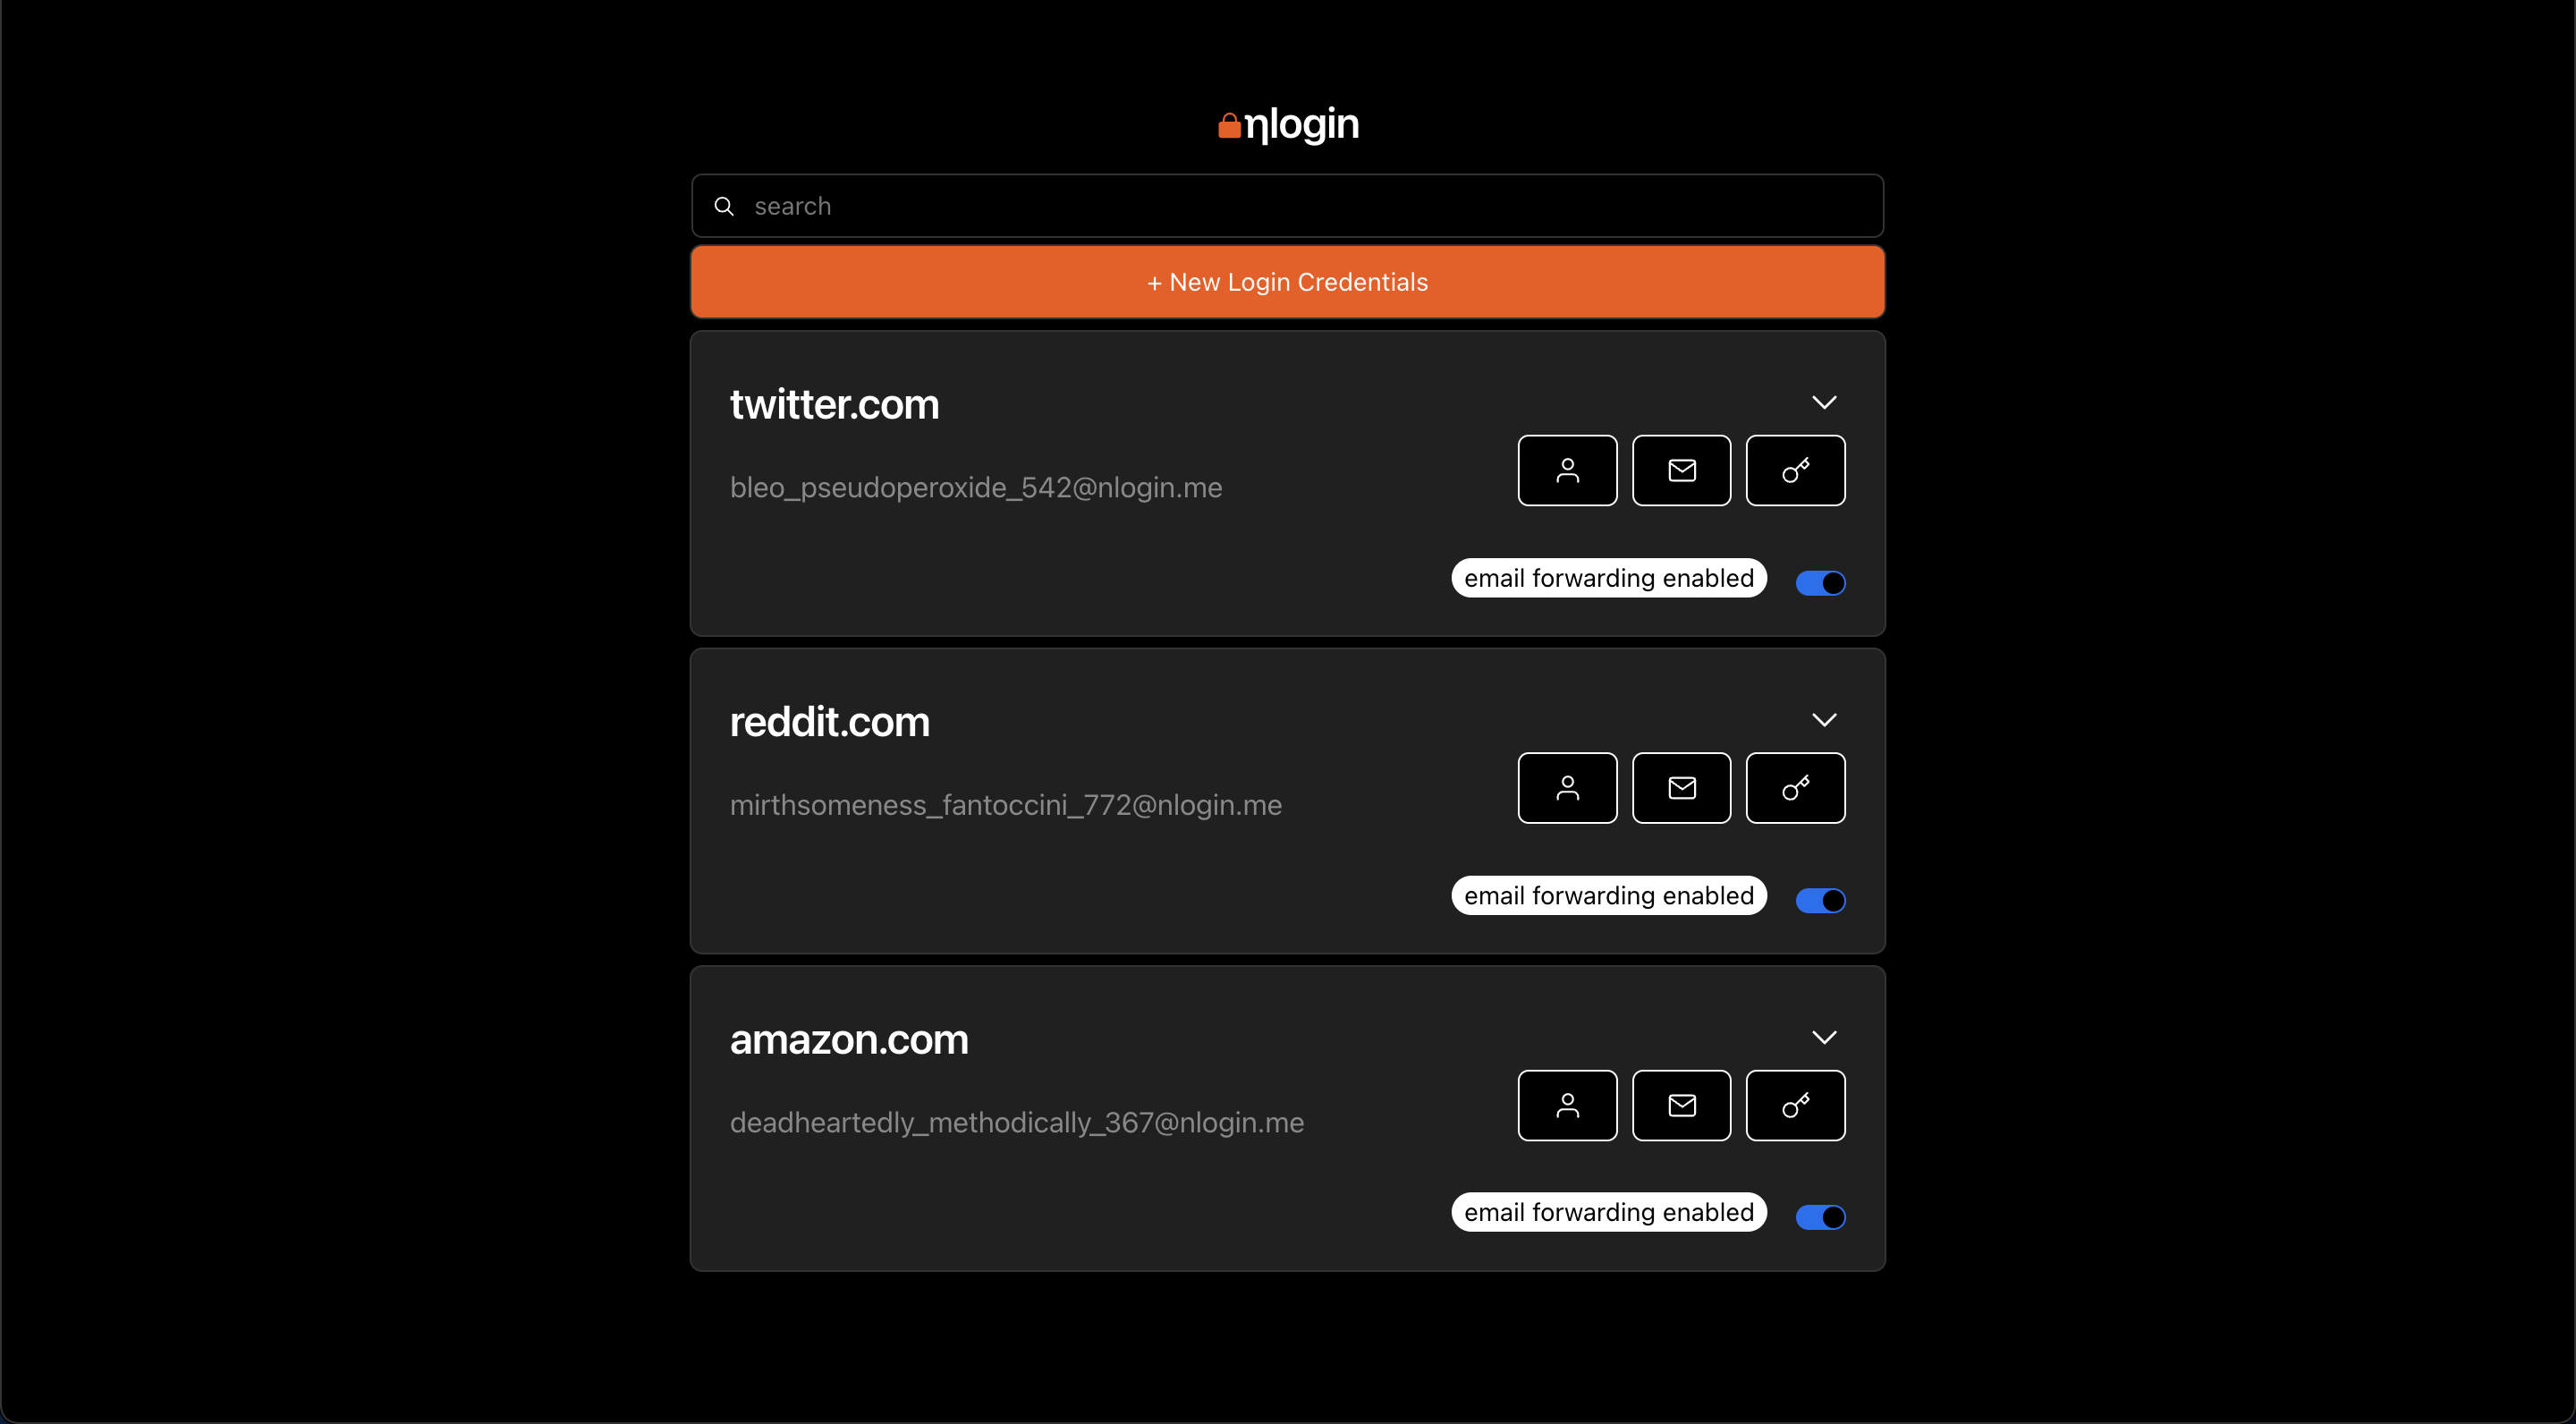 ηlogin
search
+ New Login Credentials
twitter.com
bleo_pseudoperoxide_542@nlogin.me
email forwarding enabled
reddit.com
mirthsomeness_fantoccini_772@nlogin.me
email forwarding enabled
amazon.com
deadheartedly_methodically_367@nlogin.me
email forwarding enabled